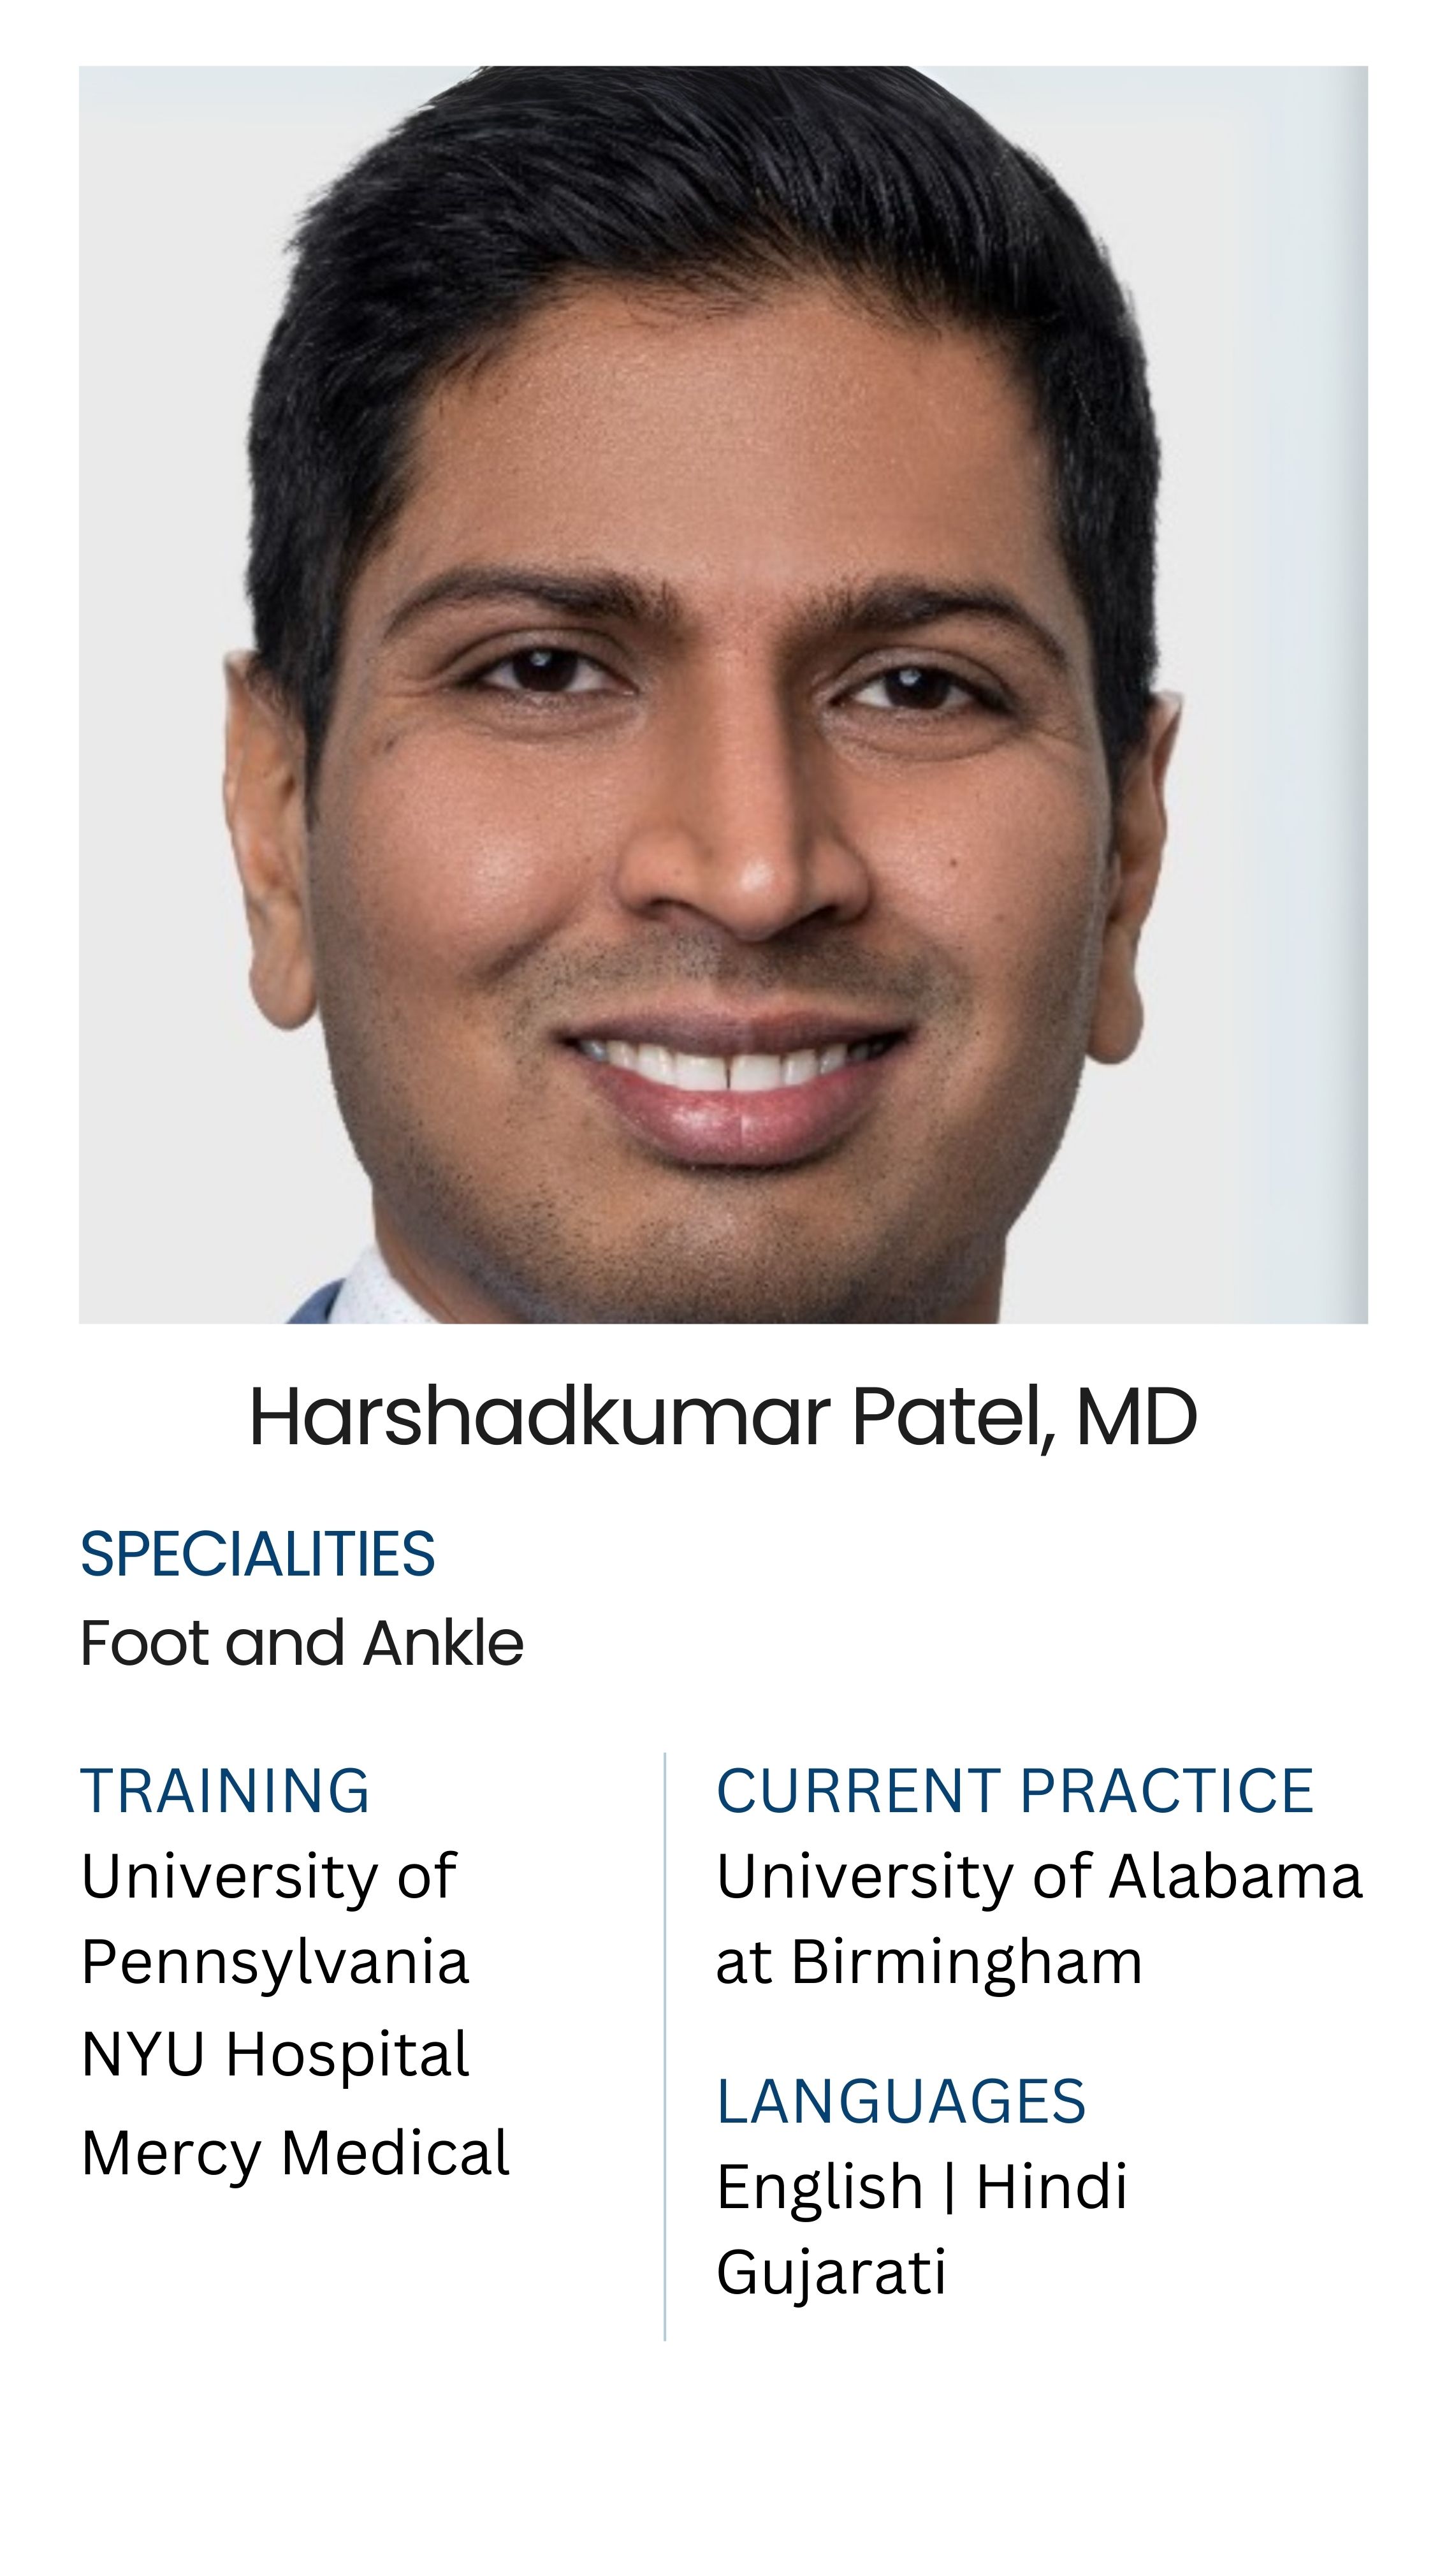 Harshadkumar Patel, MD
SPECIALITIES
Foot and Ankle
TRAINING
University of
Pennsylvania
NYU Hospital
Mercy Medical
CURRENT PRACTICE
University of Alabama
at Birmingham
LANGUAGES
English | Hindi
Gujarati